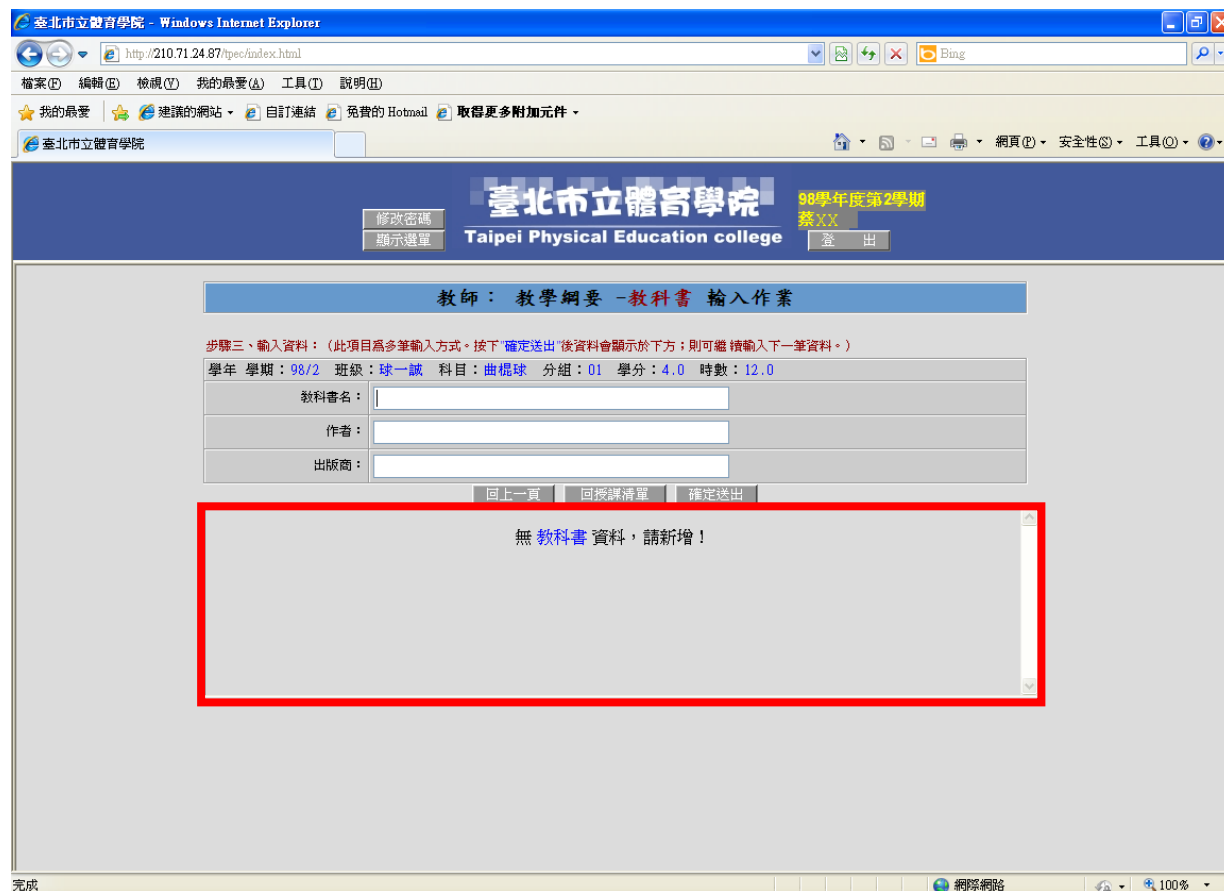 臺北市立體育學院 - Windows Internet Explorer
http://210.71.24.87/tpec/index.html
Bing
檔案(F) 編輯(E) 檢視(V) 我的最愛(A) 工具(T) 說明(H)
我的最愛 建議的網站 自訂連結 免費的 Hotmail 取得更多附加元件
臺北市立體育學院
網頁(P) 安全性(S) 工具(O)
臺北市立體育學院
Taipei Physical Education college
修改密碼
顯示選單
98學年度第2學期
蔡XX
登 出
教師： 教學綱要 -教科書 輸入作業
步驟三、輸入資料：（此項目為多筆輸入方式。按下"確定送出"後資料會顯示於下方；則可繼續輸入下一筆資料。）
學年 學期：98/2 班級：球一誠 科目：曲棍球 分組：01 學分：4.0 時數：12.0
教科書名：
作者：
出版商：
回上一頁 回授課清單 確定送出
無 教科書 資料，請新增！
完成
網際網路
100%